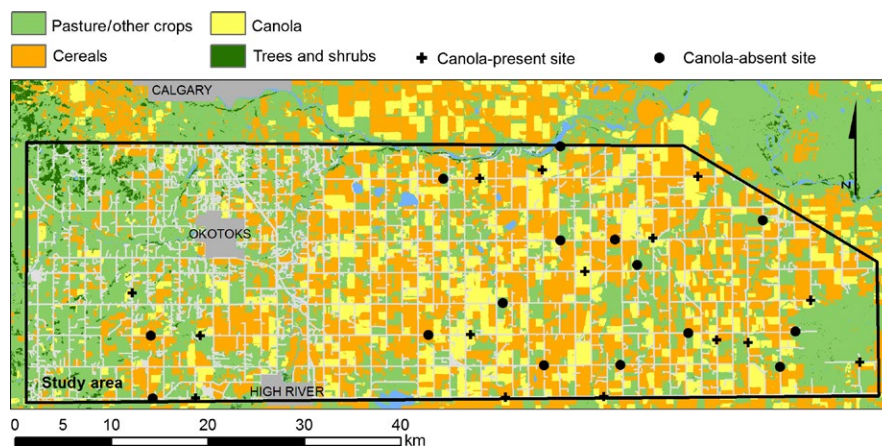 Pasture/other crops
Canola
Cereals
Trees and shrubs
Canola-present site
Canola-absent site
CALGARY
N
OKOTOKS
Study area
HIGH RIVER
0 5 10 20 30 40
km